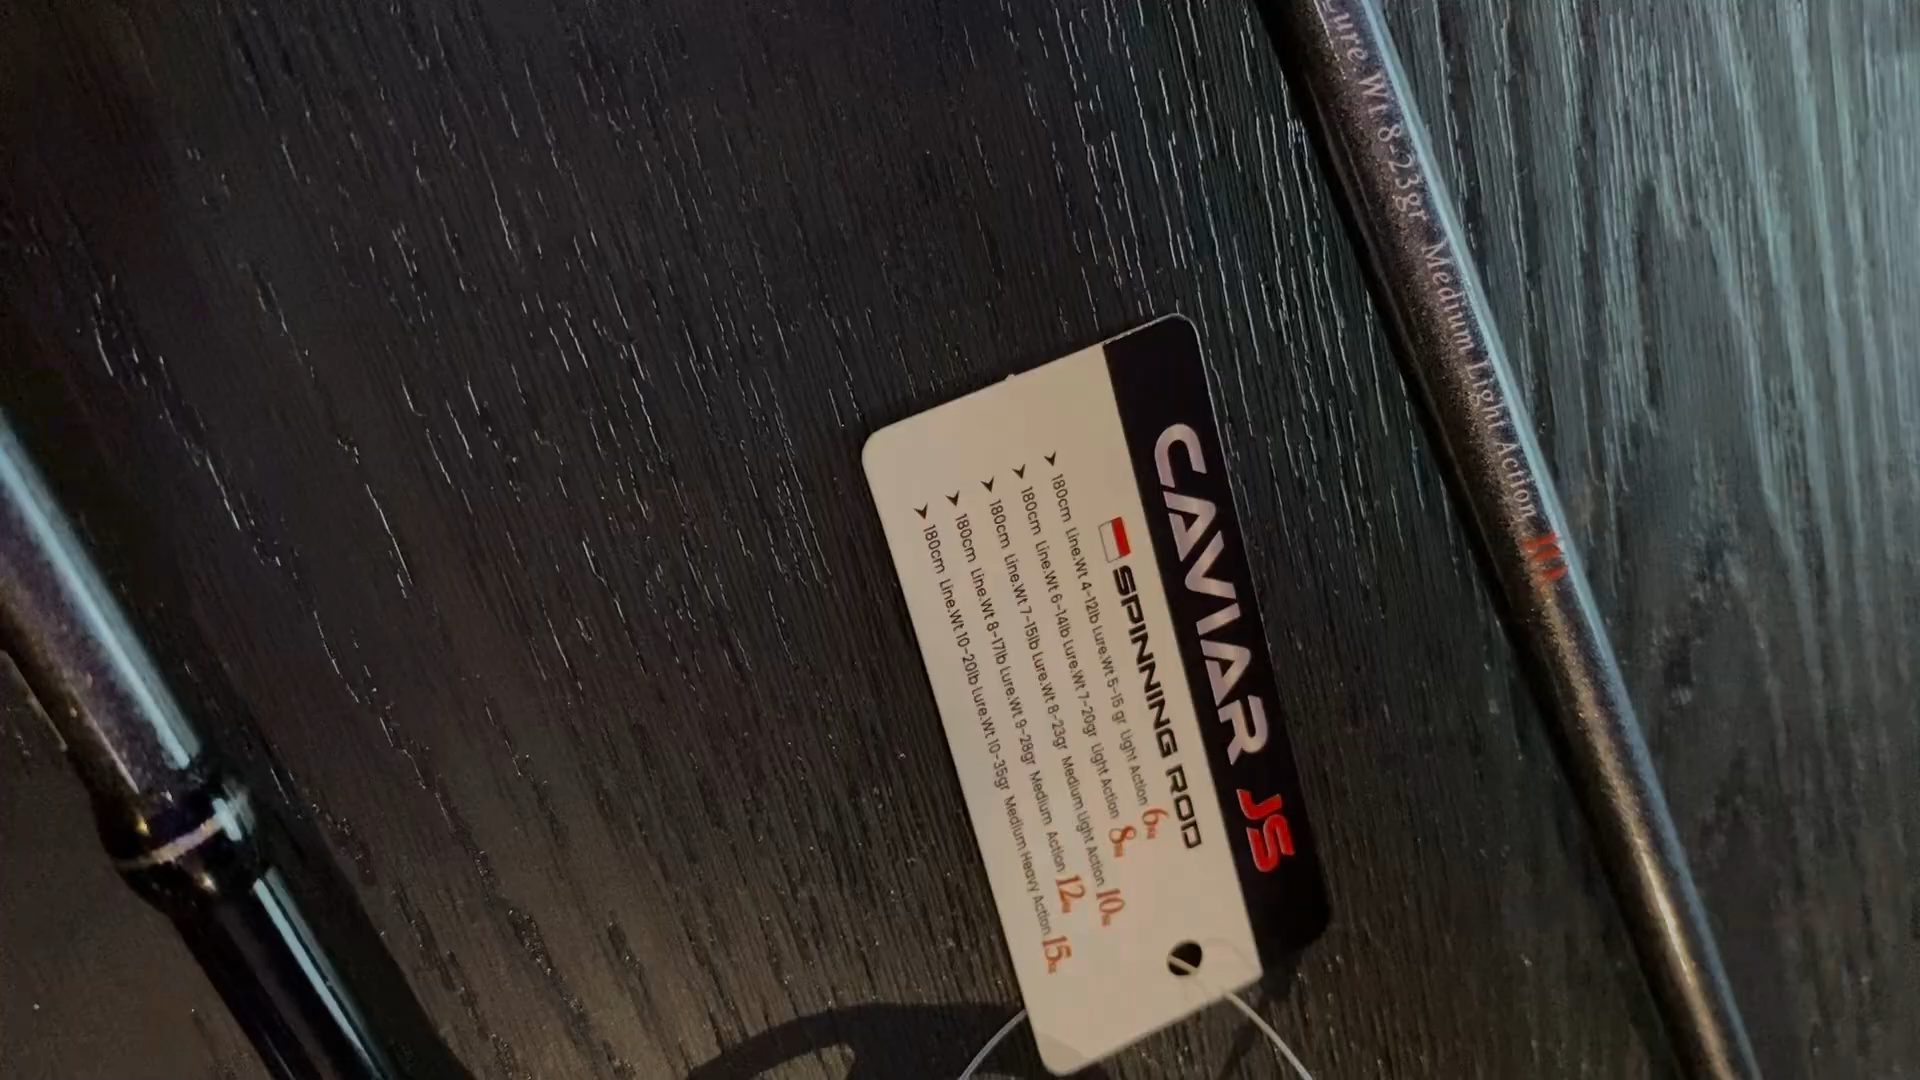 CAVIAR JS
SPINNING ROD
180cm Line.Wt 4-12lb Lure.Wt 5-15 gr Light Action 6
180cm Line.Wt 6-14lb Lure.Wt 7-20gr Light Action 8
180cm Line.Wt 7-15lb Lure.Wt 8-23gr Medium Light Action 10
180cm Line.Wt 8-17lb Lure.Wt 9-28gr Medium Action 12
180cm Line.Wt 10-20lb Lure.Wt 10-35gr Medium Heavy Action 15
Lure Wt 8-23gr Medium Light Action 10